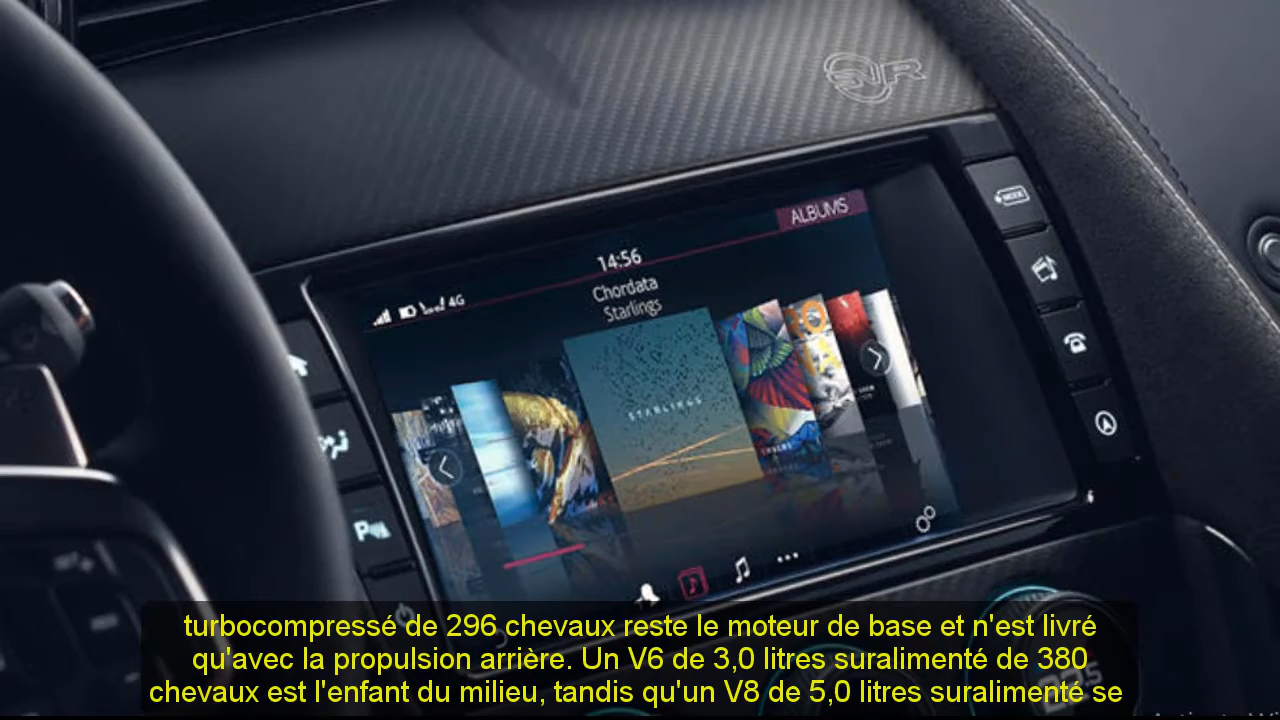 SVR
ALBUMS
MODE
14:56
4G
Chordata
Starlings
STARLINGS
turbocompressé de 296 chevaux reste le moteur de base et n'est livré
qu'avec la propulsion arrière. Un V6 de 3,0 litres suralimenté de 380
chevaux est l'enfant du milieu, tandis qu'un V8 de 5,0 litres suralimenté se